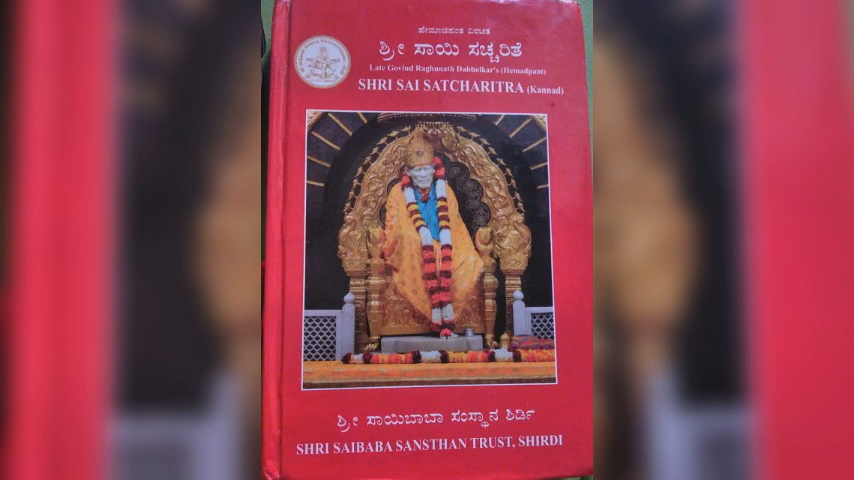 ಹೇಮಾಡಪಂತ ವಿರಚಿತ
ಶ್ರೀ ಸಾಯಿ ಸಚ್ಚರಿತೆ
Late Govind Raghunath Dabholkar's (Hemadpant)
SHRI SAI SATCHARITRA (Kannad)
ಶ್ರೀ ಸಾಯಿಬಾಬಾ ಸಂಸ್ಥಾನ ಶಿರ್ಡಿ
SHRI SAIBABA SANSTHAN TRUST, SHIRDI